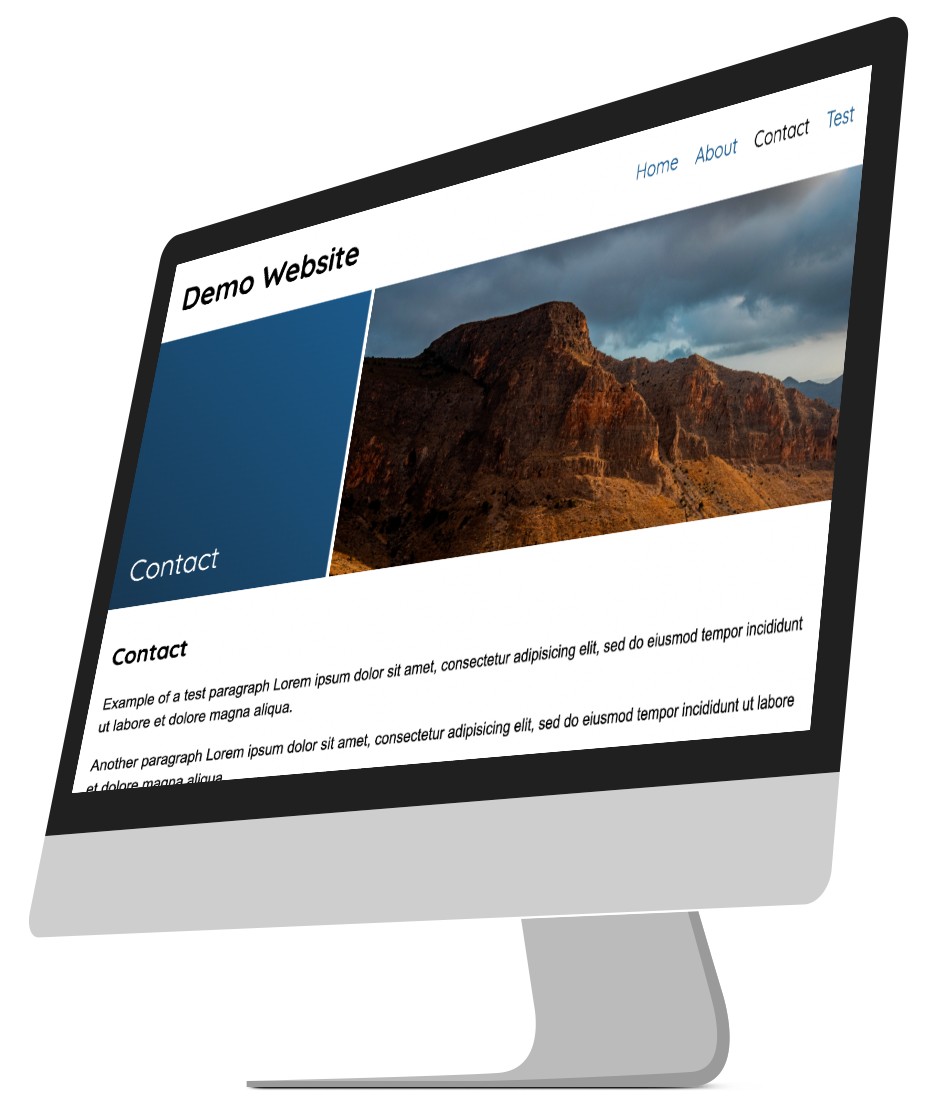 Home About Contact Test
Demo Website
Contact
Contact
Example of a test paragraph Lorem ipsum dolor sit amet, consectetur adipisicing elit, sed do eiusmod tempor incididunt
ut labore et dolore magna aliqua.
Another paragraph Lorem ipsum dolor sit amet, consectetur adipisicing elit, sed do eiusmod tempor incididunt ut labore
et dolore magna aliqua